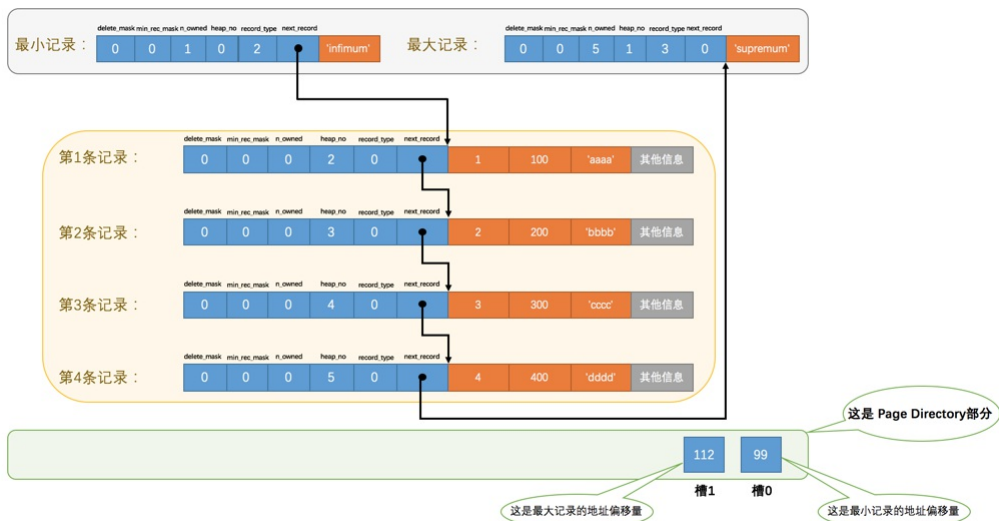 delete_mask min_rec_mask n_owned heap_no record_type next_record
最小记录： 0 0 1 0 2 'infimum'
delete_mask min_rec_mask n_owned heap_no record_type next_record
最大记录： 0 0 5 1 3 0 'supremum'
delete_mask min_rec_mask n_owned heap_no record_type next_record
第1条记录： 0 0 0 2 0 1 100 'aaaa' 其他信息
delete_mask min_rec_mask n_owned heap_no record_type next_record
第2条记录： 0 0 0 3 0 2 200 'bbbb' 其他信息
delete_mask min_rec_mask n_owned heap_no record_type next_record
第3条记录： 0 0 0 4 0 3 300 'cccc' 其他信息
delete_mask min_rec_mask n_owned heap_no record_type next_record
第4条记录： 0 0 0 5 0 4 400 'dddd' 其他信息
这是 Page Directory部分
112 99
槽1 槽0
这是最大记录的地址偏移量
这是最小记录的地址偏移量